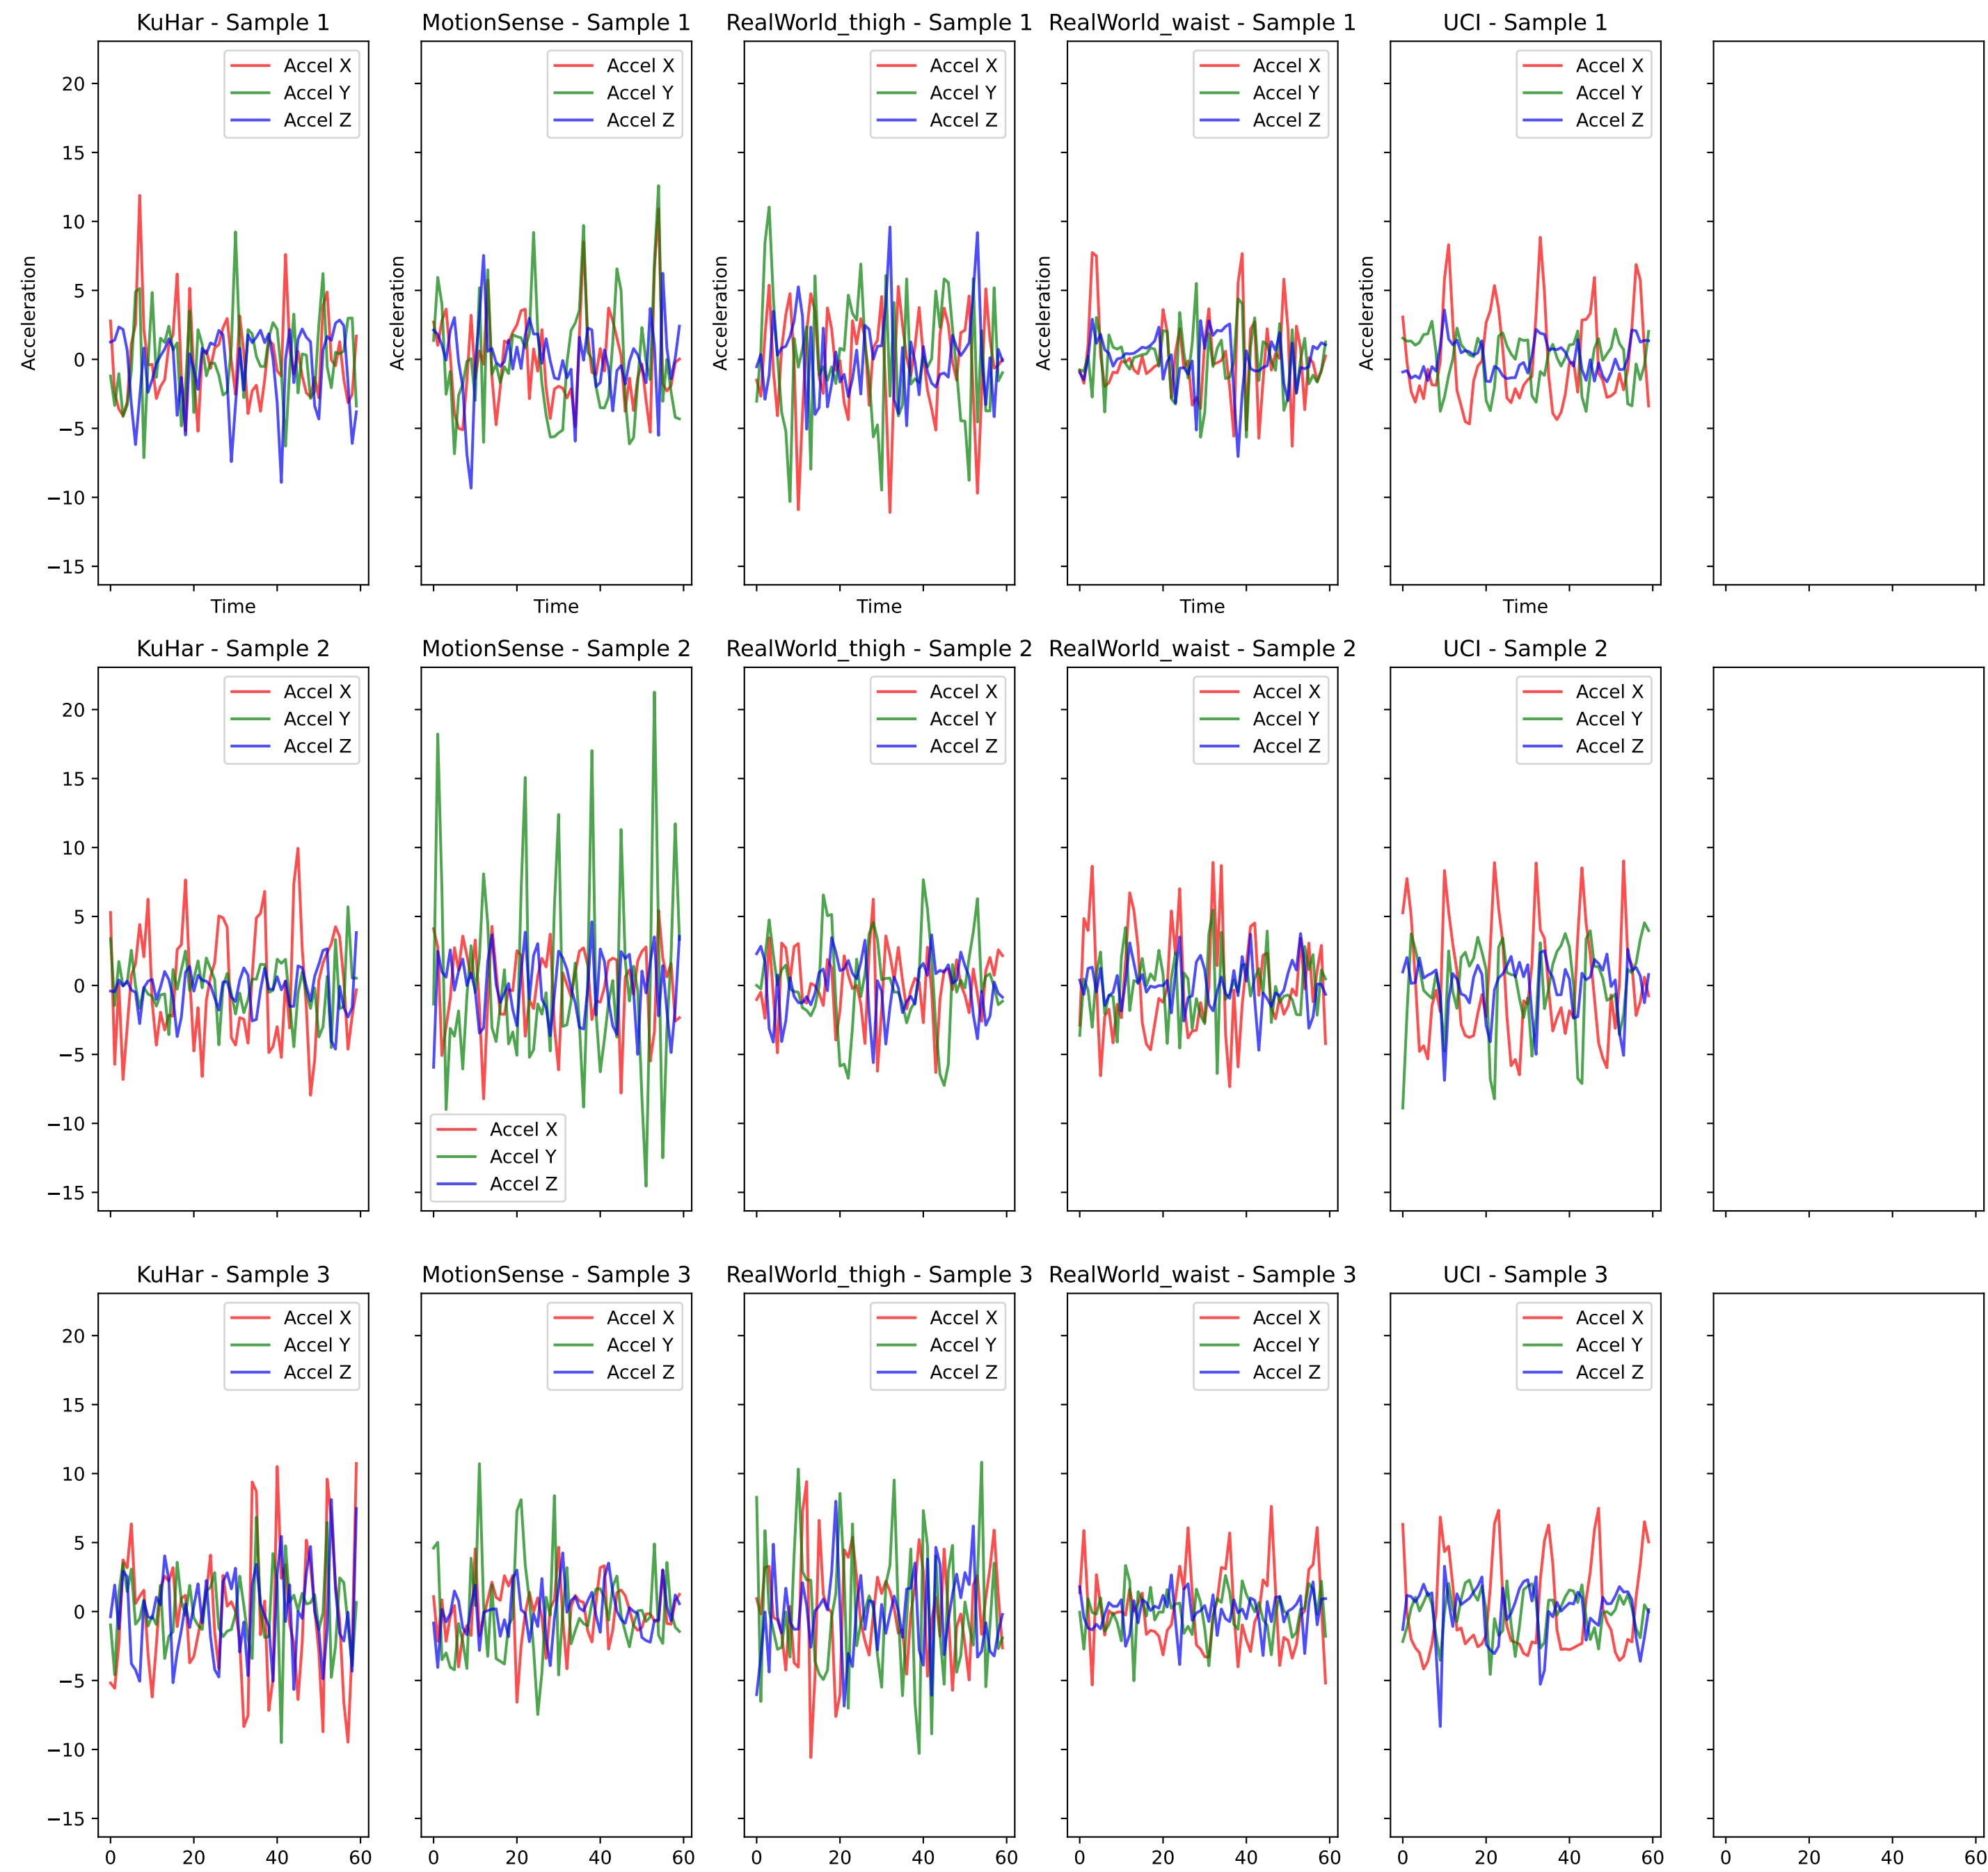 KuHar - Sample 1
MotionSense - Sample 1
RealWorld_thigh - Sample 1
RealWorld_waist - Sample 1
UCI - Sample 1
Accel X
Accel Y
Accel Z
Accel X
Accel Y
Accel Z
Accel X
Accel Y
Accel Z
Accel X
Accel Y
Accel Z
Accel X
Accel Y
Accel Z
20
15
10
5
0
−5
−10
−15
Acceleration
Acceleration
Acceleration
Acceleration
Acceleration
Time
Time
Time
Time
Time
KuHar - Sample 2
MotionSense - Sample 2
RealWorld_thigh - Sample 2
RealWorld_waist - Sample 2
UCI - Sample 2
Accel X
Accel Y
Accel Z
Accel X
Accel Y
Accel Z
Accel X
Accel Y
Accel Z
Accel X
Accel Y
Accel Z
Accel X
Accel Y
Accel Z
20
15
10
5
0
−5
−10
−15
KuHar - Sample 3
MotionSense - Sample 3
RealWorld_thigh - Sample 3
RealWorld_waist - Sample 3
UCI - Sample 3
Accel X
Accel Y
Accel Z
Accel X
Accel Y
Accel Z
Accel X
Accel Y
Accel Z
Accel X
Accel Y
Accel Z
Accel X
Accel Y
Accel Z
20
15
10
5
0
−5
−10
−15
0 20 40 60
0 20 40 60
0 20 40 60
0 20 40 60
0 20 40 60
0 20 40 60